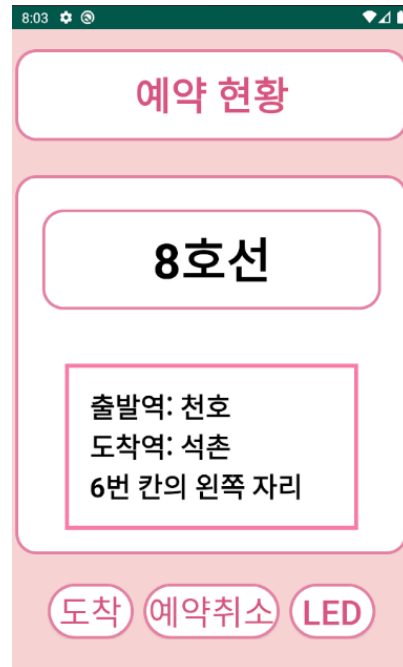 8:03
예약 현황
8호선
출발역: 천호
도착역: 석촌
6번 칸의 왼쪽 자리
도착 예약취소 LED